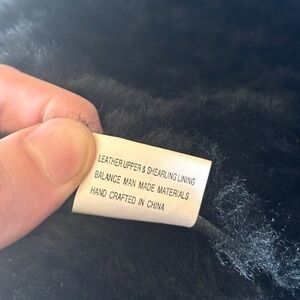 LEATHER UPPER & SHEARLING LINING
BALANCE MAN MADE MATERIALS
HAND CRAFTED IN CHINA